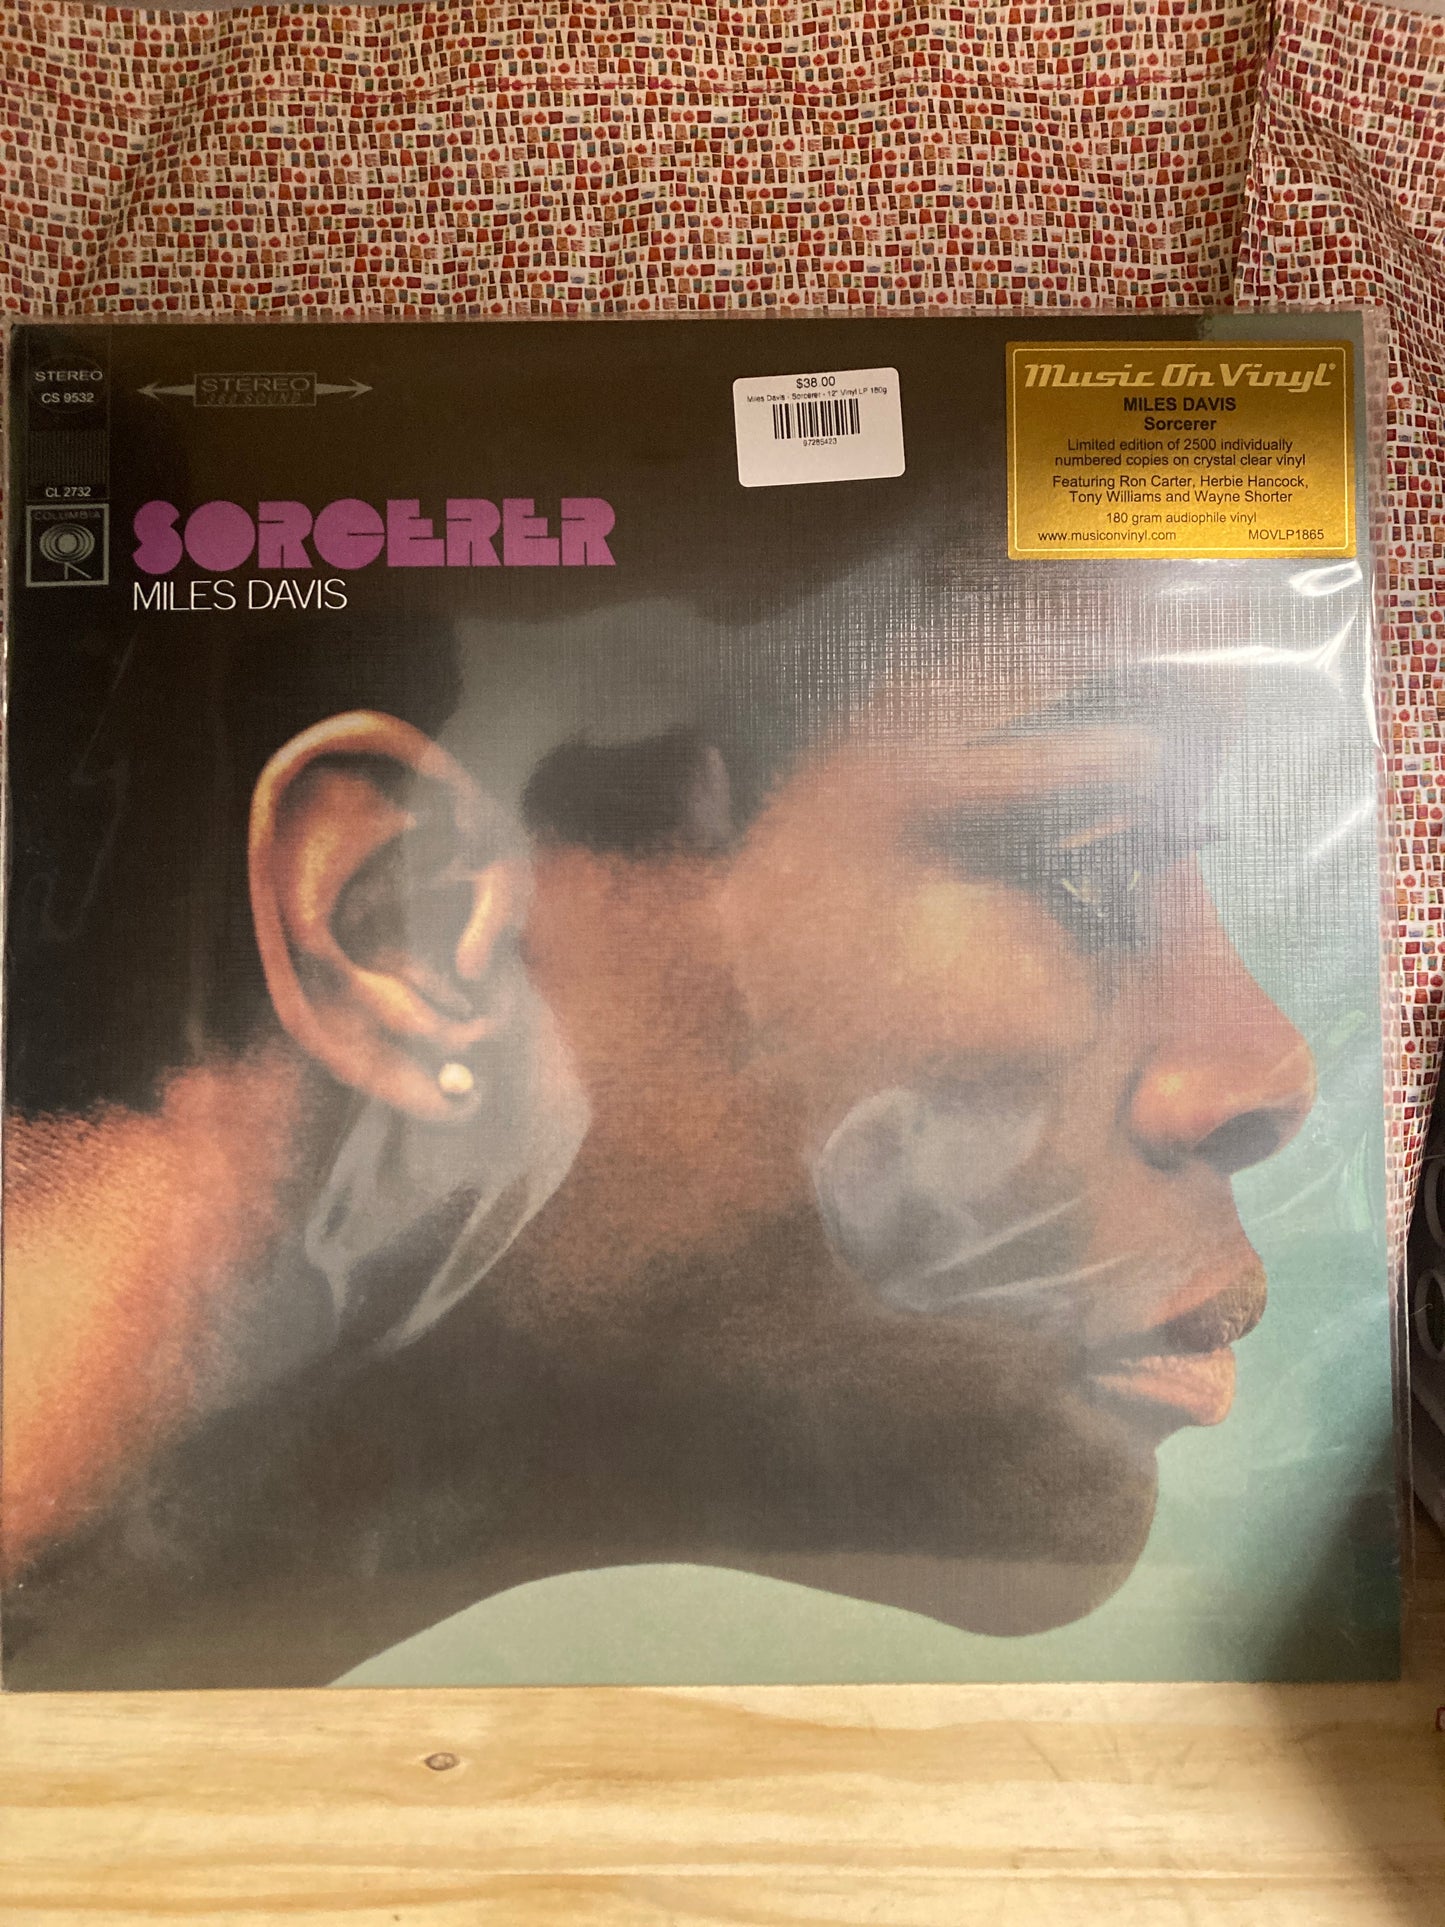 STEREO
CS 9532
STEREO
360 SOUND
CL 2732
COLUMBIA
SORCERER
MILES DAVIS
$38.00
Miles Davis - Sorcerer - 12" Vinyl LP 180g
97285423
Music On Vinyl®
MILES DAVIS
Sorcerer
Limited edition of 2500 individually
numbered copies on crystal clear vinyl
Featuring Ron Carter, Herbie Hancock,
Tony Williams and Wayne Shorter
180 gram audiophile vinyl
www.musiconvinyl.com MOVLP1865